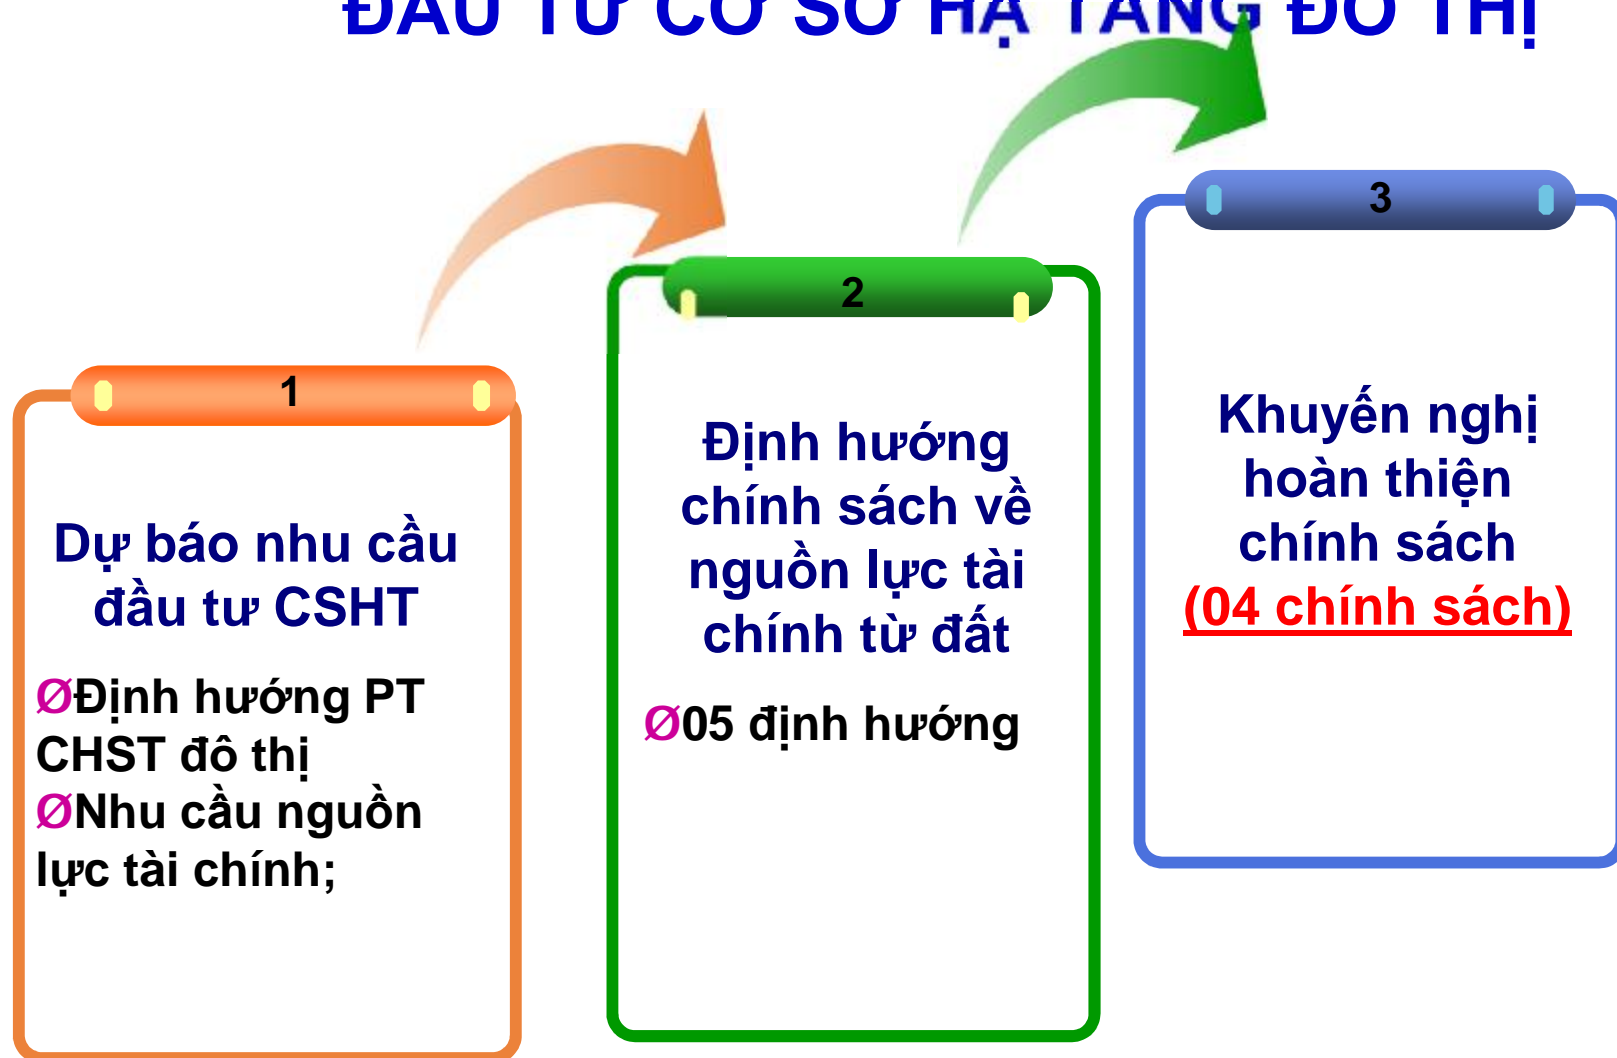 ĐẦU TƯ CƠ SỞ HẠ TẦNG ĐÔ THỊ
1
Dự báo nhu cầu
đầu tư CSHT
ØĐịnh hướng PT
CHST đô thị
ØNhu cầu nguồn
lực tài chính;
2
Định hướng
chính sách về
nguồn lực tài
chính từ đất
Ø05 định hướng
3
Khuyến nghị
hoàn thiện
chính sách
(04 chính sách)